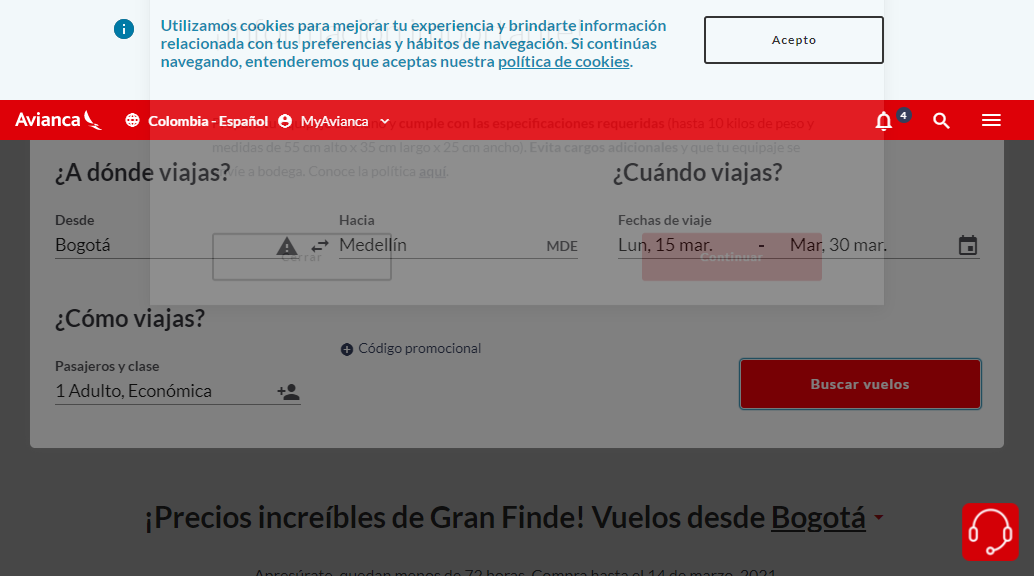 Utilizamos cookies para mejorar tu experiencia y brindarte información
relacionada con tus preferencias y hábitos de navegación. Si continúas
navegando, entenderemos que aceptas nuestra política de cookies.
Acepto
Avianca
Colombia - Español
MyAvianca
4
y cumple con las especificaciones requeridas (hasta 10 kilos de peso y
medidas de 55 cm alto x 35 cm largo x 25 cm ancho). Evita cargos adicionales y que tu equipaje se
a bodega. Conoce la política aquí.
¿A dónde viajas?
¿Cuándo viajas?
Desde
Hacia
Fechas de viaje
Bogotá
Medellín
MDE
Lun, 15 mar.
-
Mar, 30 mar.
Cerrar
Continuar
¿Cómo viajas?
Código promocional
Pasajeros y clase
1 Adulto, Económica
Buscar vuelos
¡Precios increíbles de Gran Finde! Vuelos desde Bogotá
Apresúrate, quedan menos de 72 horas. Compra hasta el 14 de marzo, 2021